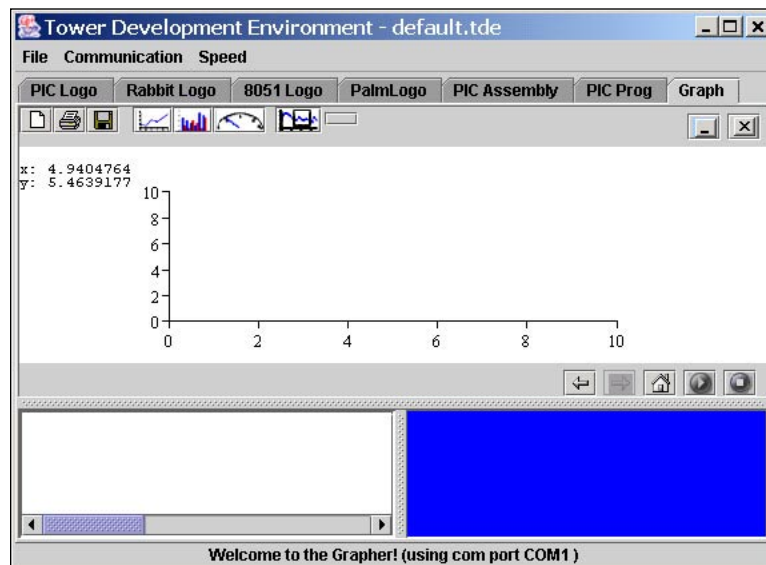 Tower Development Environment - default.tde
File Communication Speed
PIC Logo Rabbit Logo 8051 Logo PalmLogo PIC Assembly PIC Prog Graph
x: 4.9404764
y: 5.4639177
10
8
6
4
2
0
0 2 4 6 8 10
Welcome to the Grapher! (using com port COM1 )